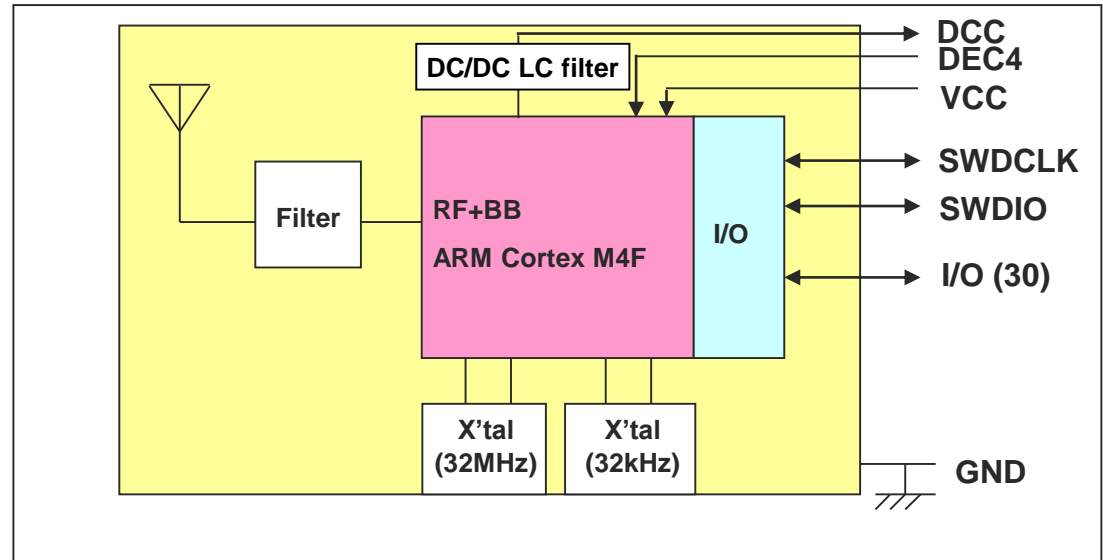 DCC
DC/DC LC filter
DEC4
VCC
SWDCLK
Filter
RF+BB
SWDIO
I/O
ARM Cortex M4F
I/O (30)
X’tal
(32MHz)
X’tal
(32kHz)
GND